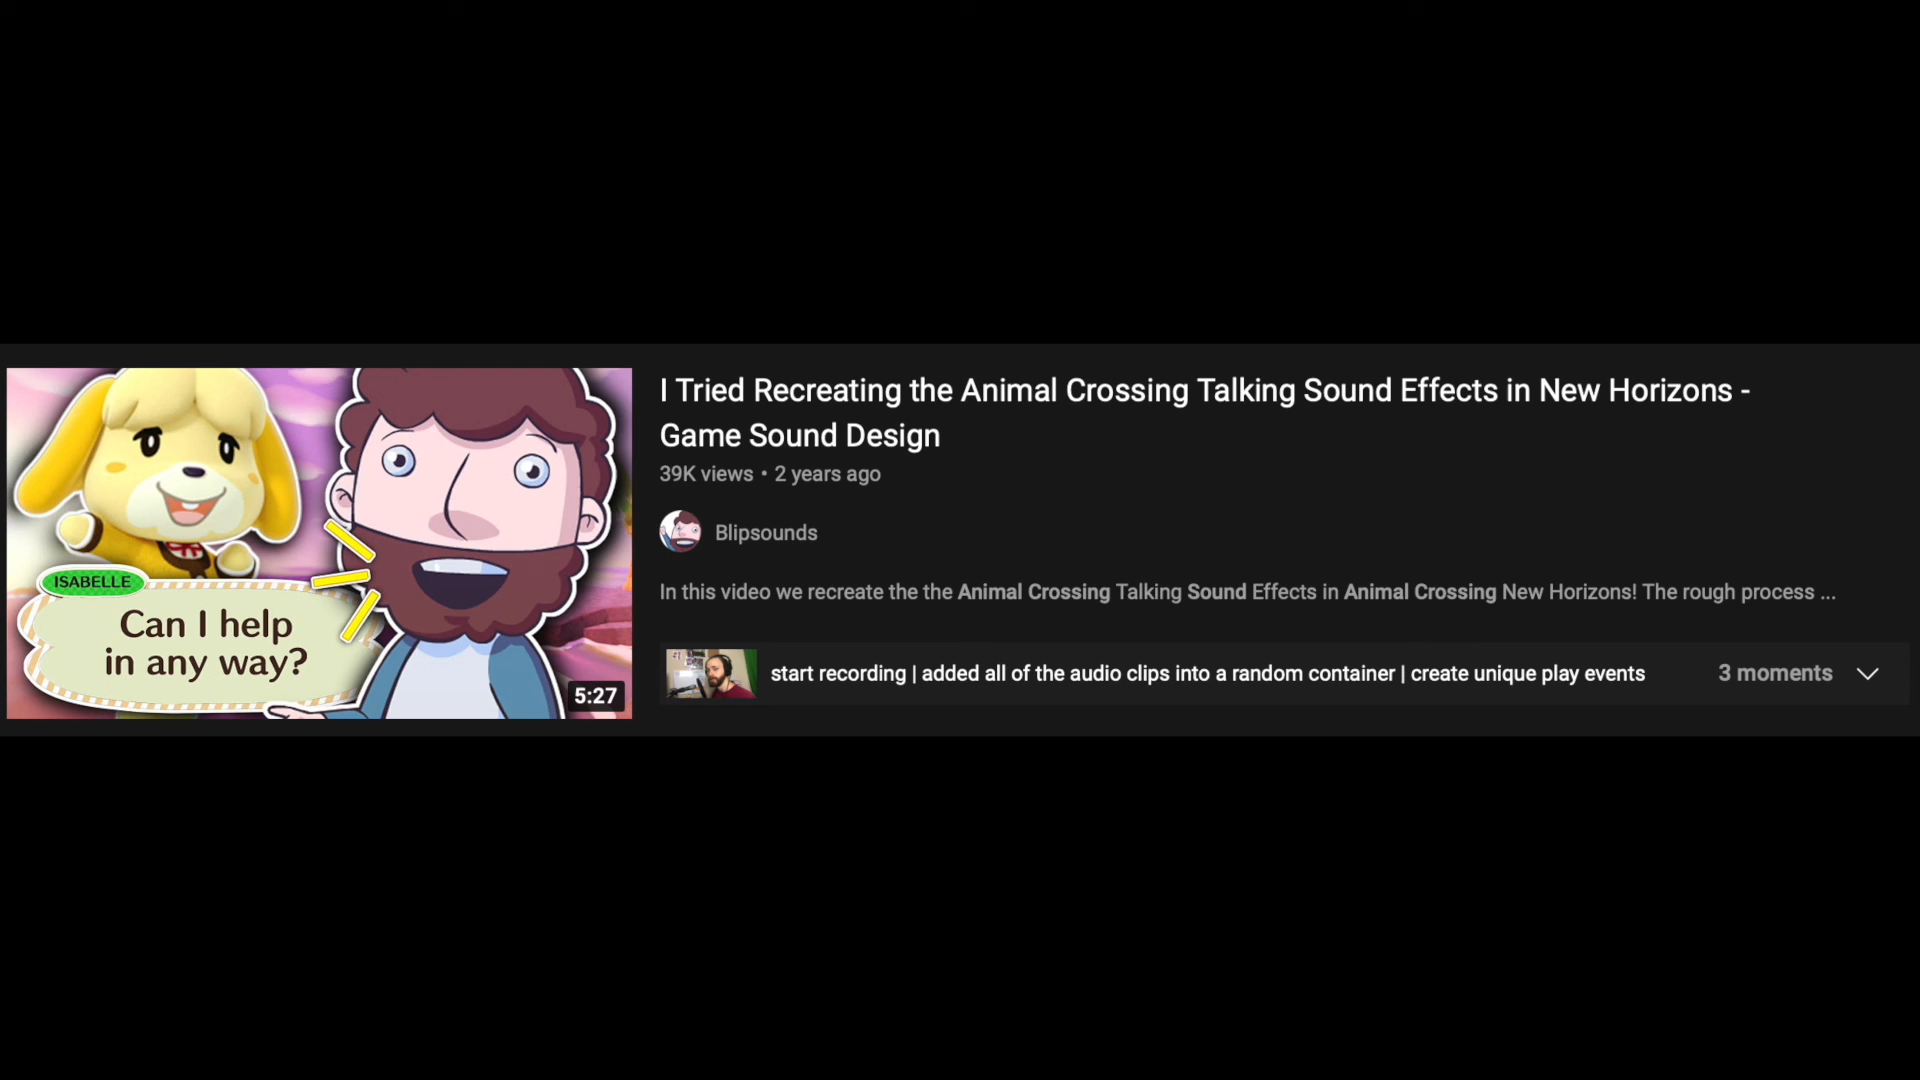 ISABELLE
Can I help
in any way?
5:27
I Tried Recreating the Animal Crossing Talking Sound Effects in New Horizons -
Game Sound Design
39K views • 2 years ago
Blipsounds
In this video we recreate the the Animal Crossing Talking Sound Effects in Animal Crossing New Horizons! The rough process ...
start recording | added all of the audio clips into a random container | create unique play events
3 moments